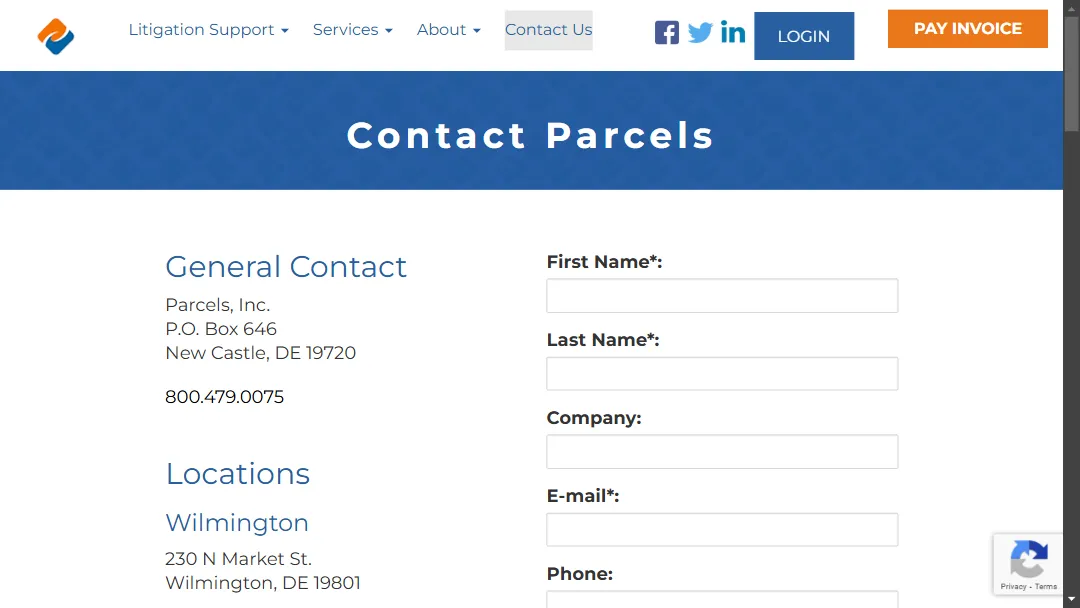 Litigation Support
Services
About
Contact Us
LOGIN
PAY INVOICE
Contact Parcels
General Contact
Parcels, Inc.
P.O. Box 646
New Castle, DE 19720
800.479.0075
Locations
Wilmington
230 N Market St.
Wilmington, DE 19801
First Name*:
Last Name*:
Company:
E-mail*:
Phone:
Privacy - Terms